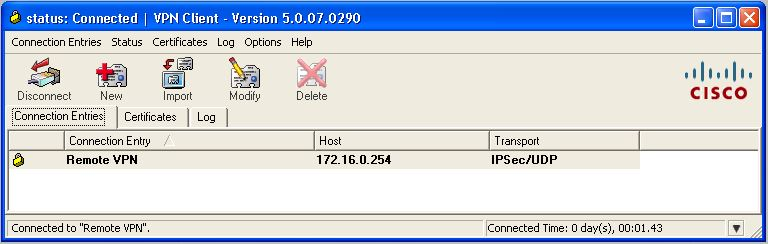 status: Connected | VPN Client - Version 5.0.07.0290
Connection Entries Status Certificates Log Options Help
Disconnect New Import Modify Delete
CISCO
Connection Entries Certificates Log
Connection Entry Host Transport
Remote VPN 172.16.0.254 IPSec/UDP
Connected to "Remote VPN". Connected Time: 0 day(s), 00:01.43